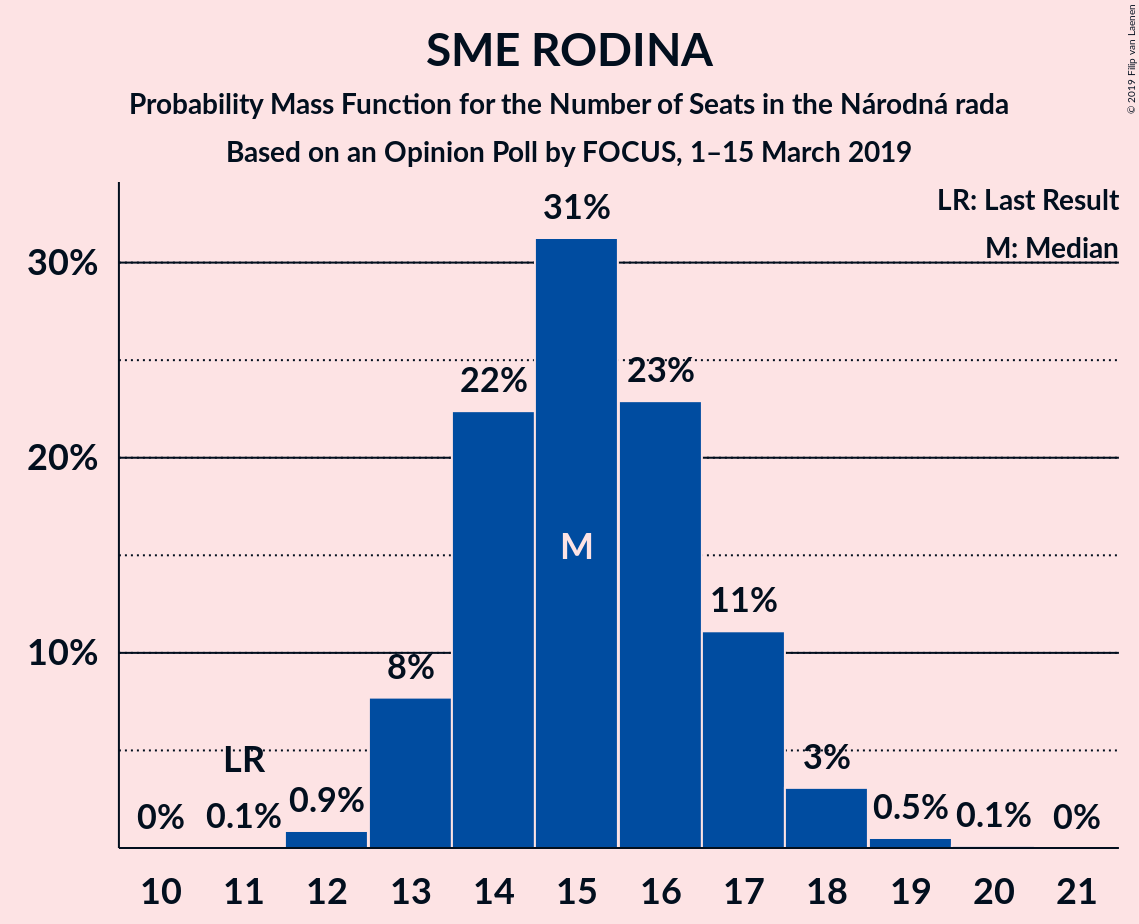 SME RODINA
Probability Mass Function for the Number of Seats in the Národná rada
Based on an Opinion Poll by FOCUS, 1–15 March 2019
© 2019 Filip van Laenen
LR: Last Result
M: Median
30%
20%
10%
0%
0.1%
LR
0.9%
8%
22%
31%
M
23%
11%
3%
0.5%
0.1%
0%
10 11 12 13 14 15 16 17 18 19 20 21